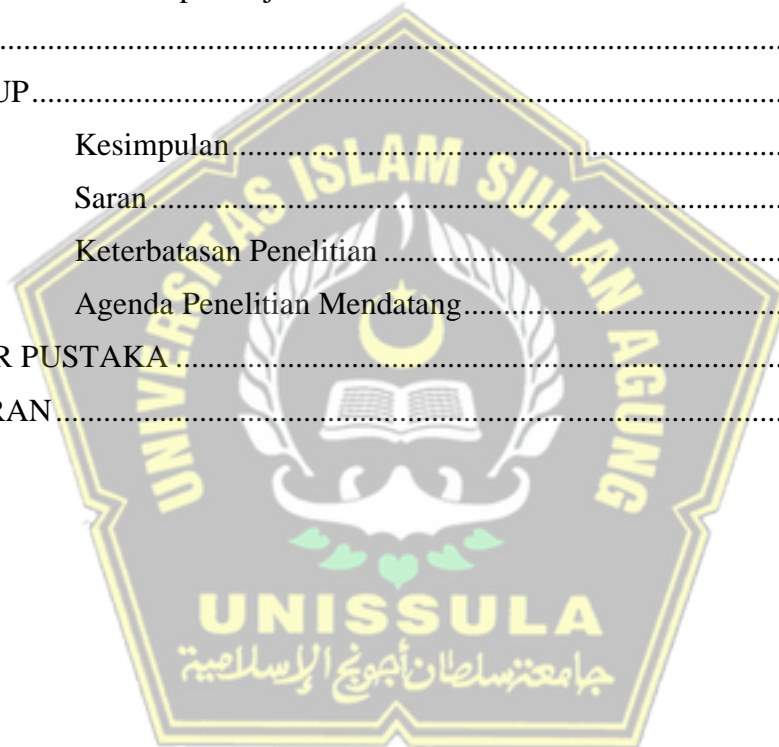 UP
Kesimpulan
Saran
Keterbatasan Penelitian
Agenda Penelitian Mendatang
R PUSTAKA
RAN
UNIVERSITAS ISLAM SULTAN AGUNG
UNISSULA
جامعة سلطان أجونج الإسلامية